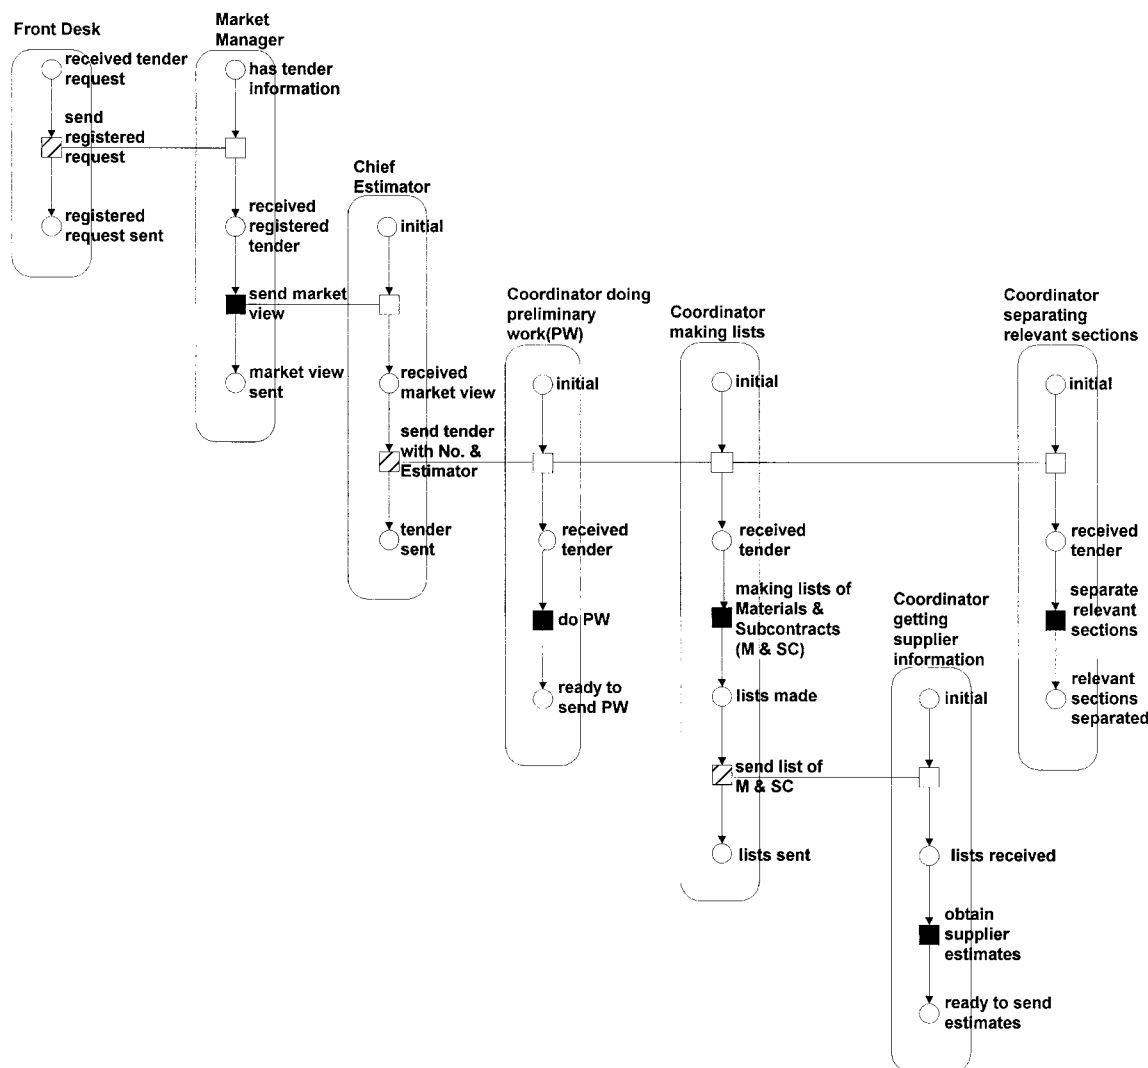 Front Desk
received tender
request
send
registered
request
registered
request sent
Market
Manager
has tender
information
received
registered
tender
send market
view
market view
sent
Chief
Estimator
initial
received
market view
send tender
with No. &
Estimator
tender
sent
Coordinator doing
preliminary
work(PW)
initial
received
tender
do PW
ready to
send PW
Coordinator
making lists
initial
received
tender
making lists of
Materials &
Subcontracts
(M & SC)
lists made
send list of
M & SC
lists sent
Coordinator
getting
supplier
information
initial
lists received
obtain
supplier
estimates
ready to send
estimates
Coordinator
separating
relevant sections
initial
received
tender
separate
relevant
sections
relevant
sections
separated